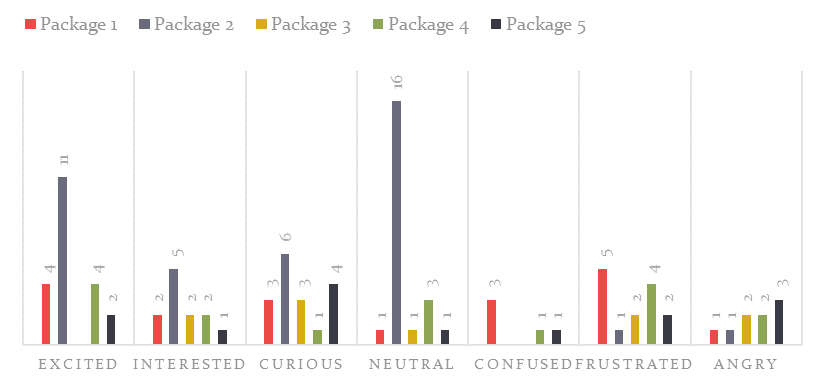 Package 1 Package 2 Package 3 Package 4 Package 5
4 11 4 2 2 5 2 2 1 3 6 3 1 4 1 16 1 3 1 3 1 1 5 1 2 4 2 1 1 2 2 3
EXCITED INTERESTED CURIOUS NEUTRAL CONFUSED FRUSTRATED ANGRY